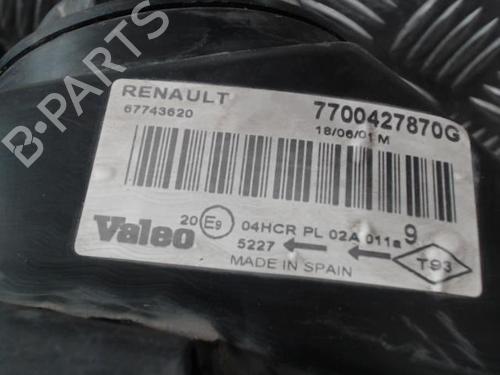 B-PARTS
RENAULT 7700427870G
67743620 18/06/01 M
Valeo 20 E9 04HCR PL 02A 011a 9
5227 T93
MADE IN SPAIN